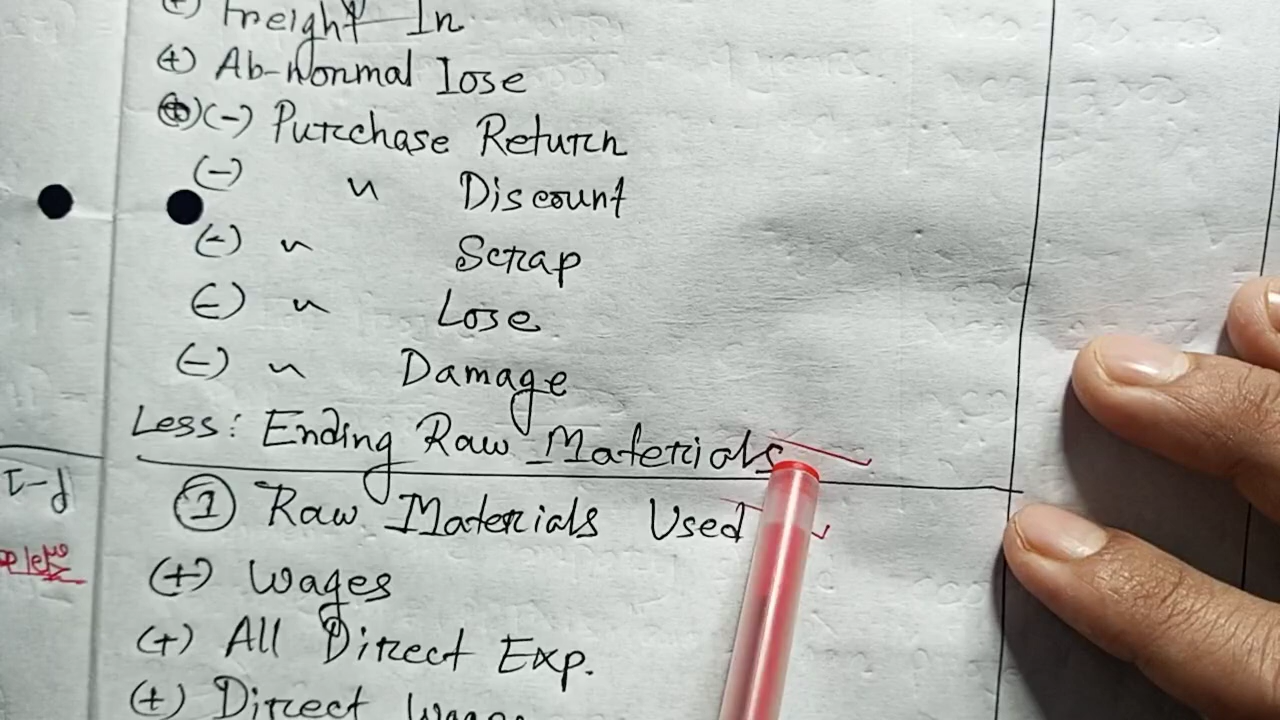 (+) Freight In
(+) Ab-normal lose
(-) Purchase Return
(-) " Discount
(-) " Scrap
(-) " Lose
(-) " Damage
Less: Ending Raw Materials
① Raw Materials Used
(+) Wages
(+) All Direct Exp.
(+) Direct Wages